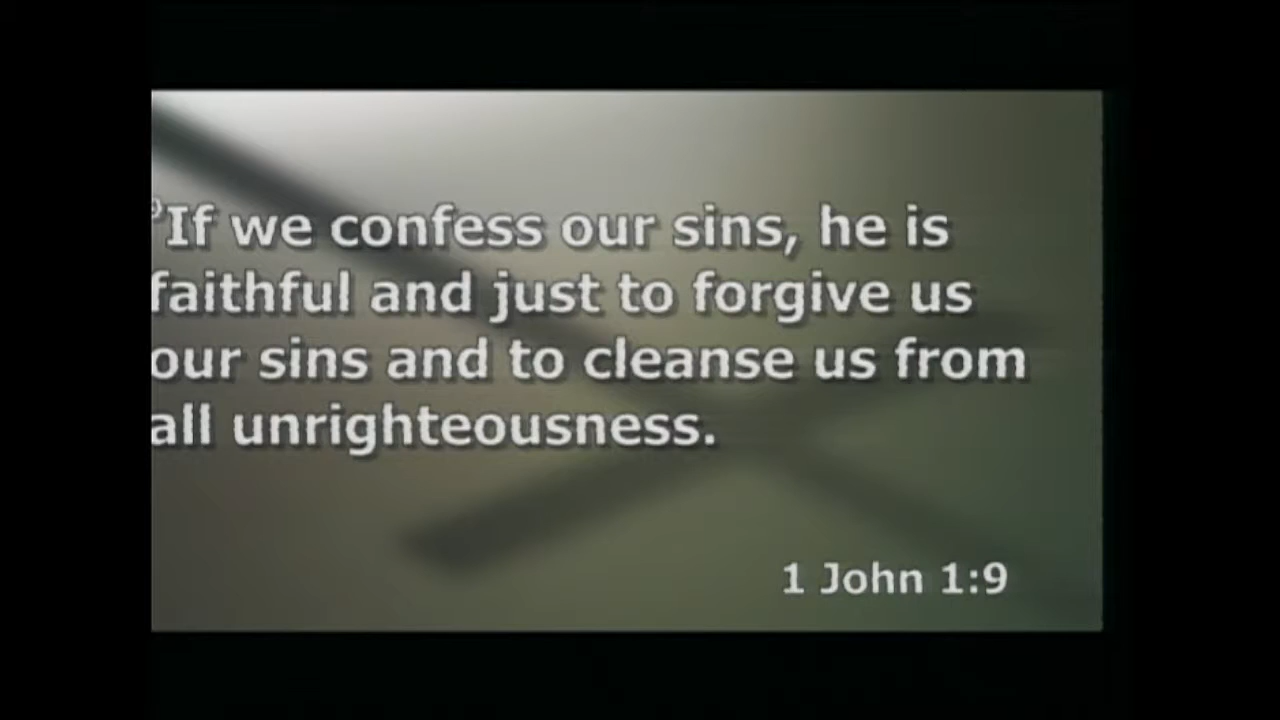 ⁹If we confess our sins, he is
faithful and just to forgive us
our sins and to cleanse us from
all unrighteousness.
1 John 1:9